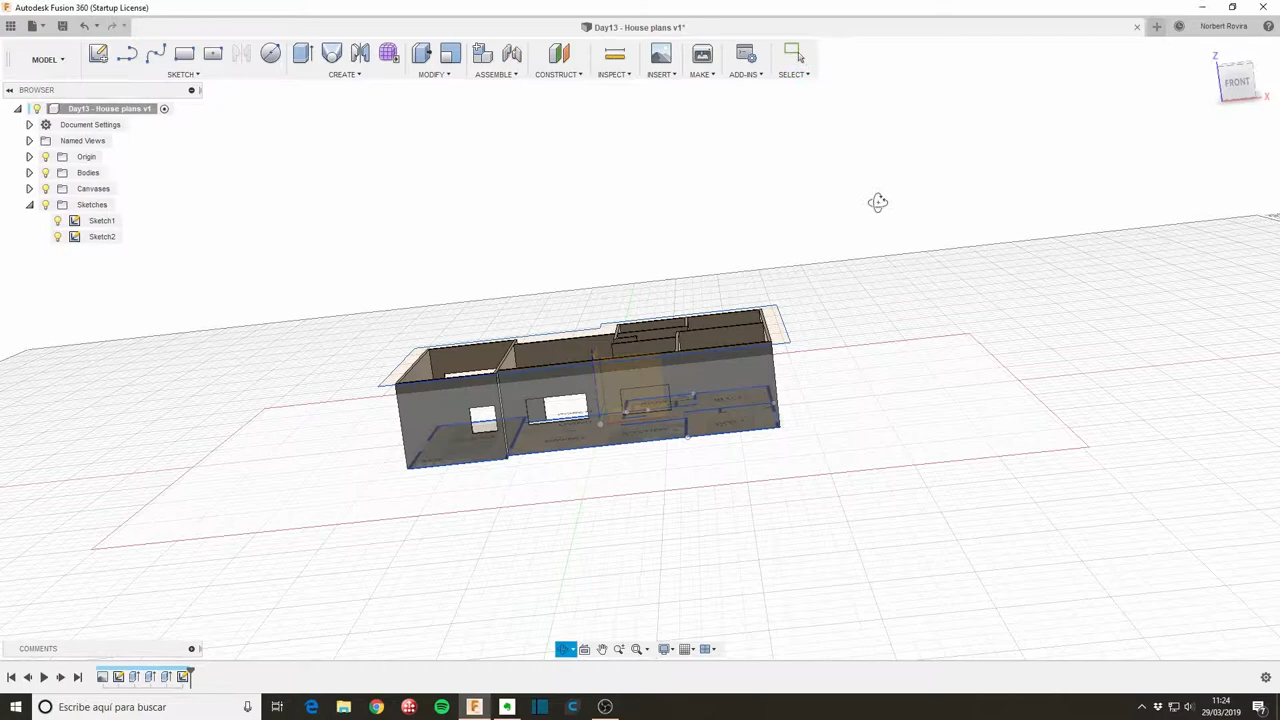 Autodesk Fusion 360 (Startup License)
Day13 - House plans v1*
Norbert Rovira
MODEL
SKETCH
CREATE
MODIFY
ASSEMBLE
CONSTRUCT
INSPECT
INSERT
MAKE
ADD-INS
SELECT
BROWSER
Day13 - House plans v1
Document Settings
Named Views
Origin
Bodies
Canvases
Sketches
Sketch1
Sketch2
Z
FRONT
X
COMMENTS
Escribe aquí para buscar
11:24
29/03/2019